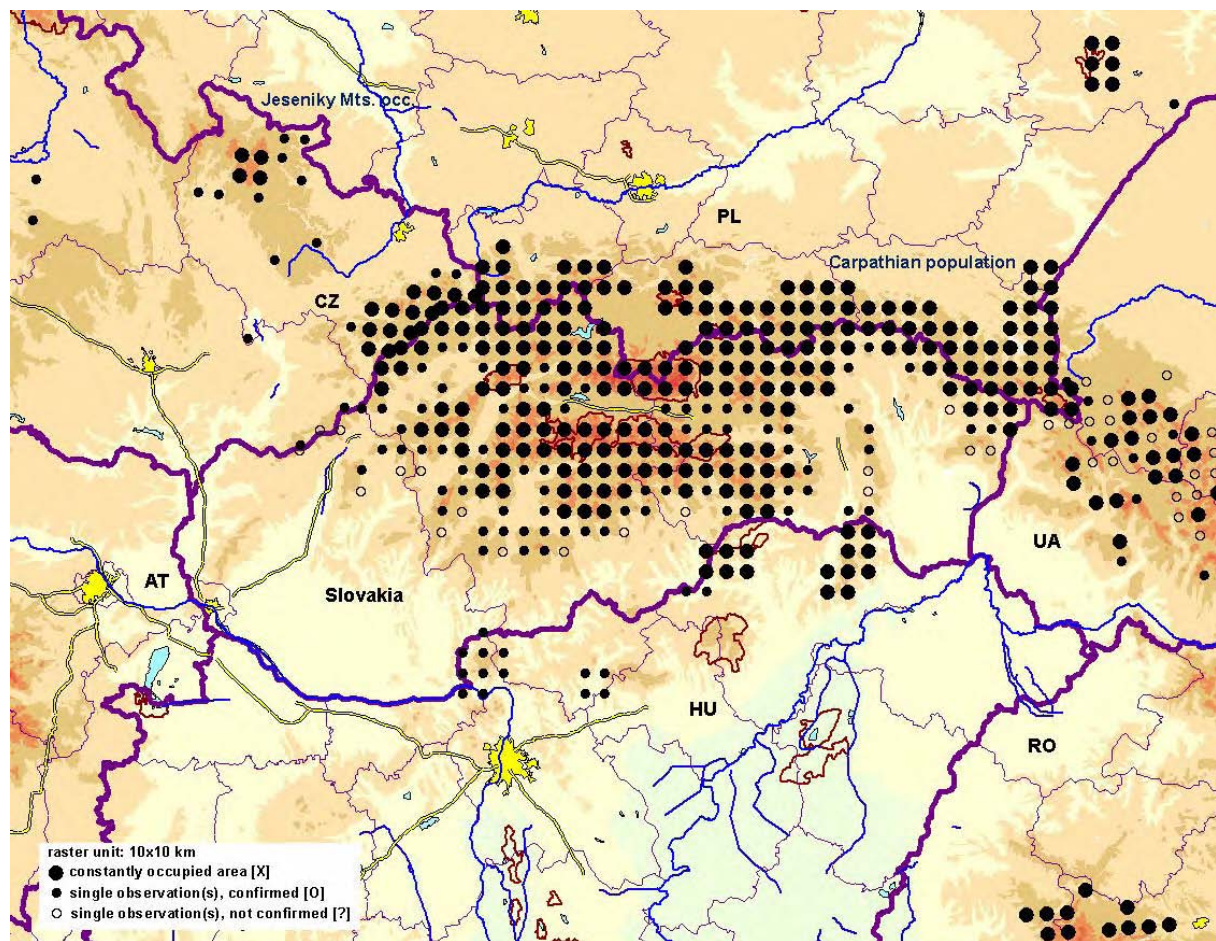 Jeseniky Mts. occ.
PL
Carpathian population
CZ
UA
AT
Slovakia
HU
RO
raster unit: 10x10 km
constantly occupied area [X]
single observation(s), confirmed [O]
single observation(s), not confirmed [?]